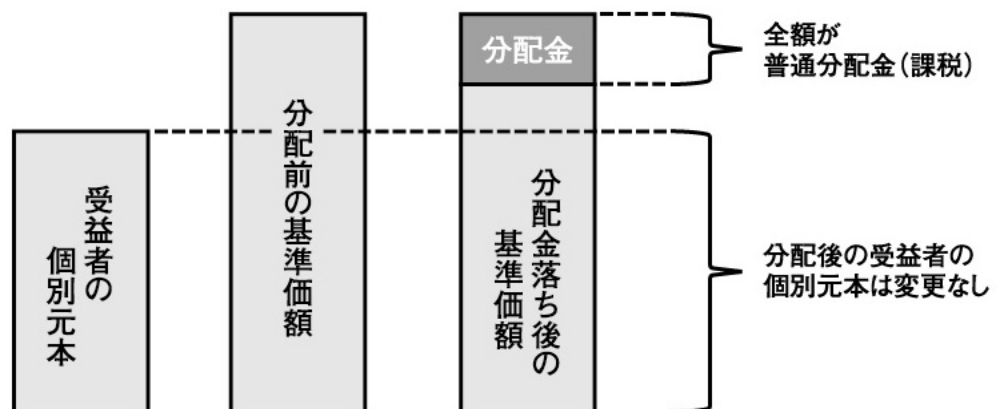 受益者の
個別元本
分配前の基準価額
分配金
分配金落ち後の
基準価額
全額が
普通分配金（課税）
分配後の受益者の
個別元本は変更なし